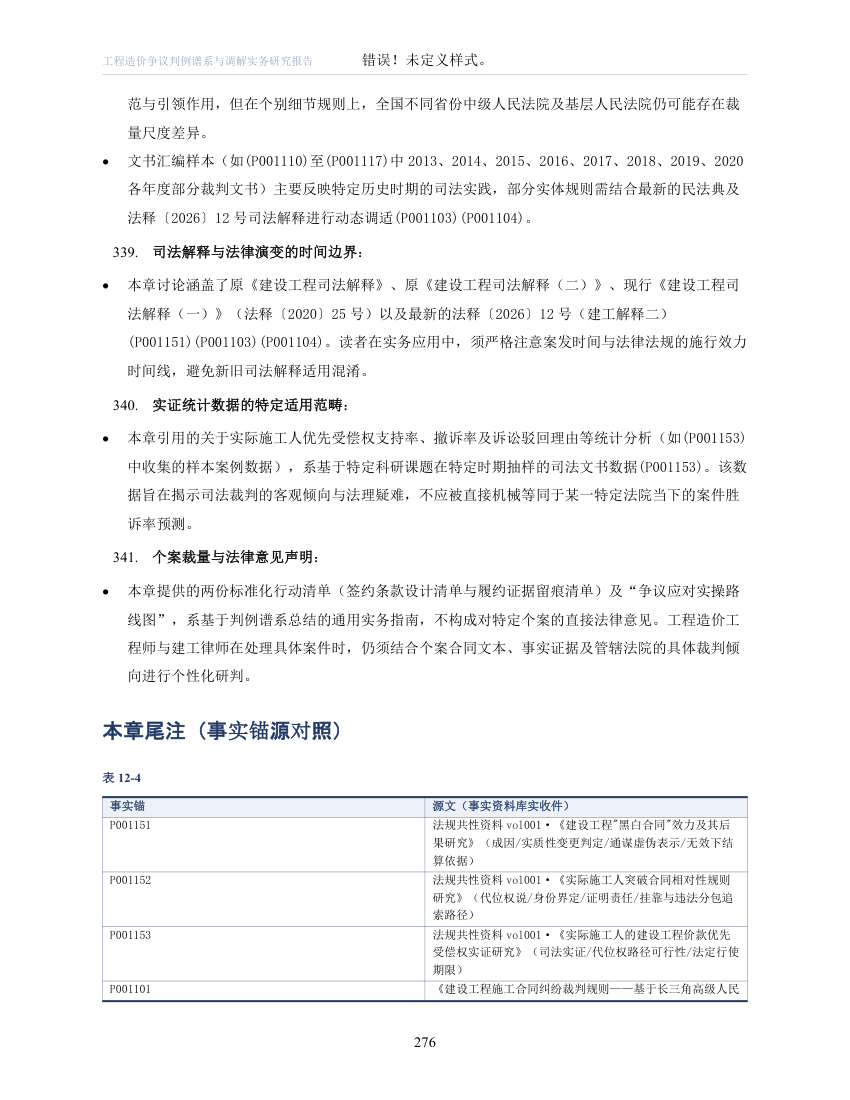 工程造价争议判例谱系与调解实务研究报告 错误！未定义样式。
范与引领作用，但在个别细节规则上，全国不同省份中级人民法院及基层人民法院仍可能存在裁
量尺度差异。
● 文书汇编样本（如(P001110)至(P001117)中 2013、2014、2015、2016、2017、2018、2019、2020
各年度部分裁判文书）主要反映特定历史时期的司法实践，部分实体规则需结合最新的民法典及
法释〔2026〕12 号司法解释进行动态调适(P001103)(P001104)。
339. 司法解释与法律演变的时间边界：
● 本章讨论涵盖了原《建设工程司法解释》、原《建设工程司法解释（二）》、现行《建设工程司
法解释（一）》（法释〔2020〕25 号）以及最新的法释〔2026〕12 号（建工解释二）
(P001151)(P001103)(P001104)。读者在实务应用中，须严格注意案发时间与法律法规的施行效力
时间线，避免新旧司法解释适用混淆。
340. 实证统计数据的特定适用范畴：
● 本章引用的关于实际施工人优先受偿权支持率、撤诉率及诉讼驳回理由等统计分析（如(P001153)
中收集的样本案例数据），系基于特定科研课题在特定时期抽样的司法文书数据(P001153)。该数
据旨在揭示司法裁判的客观倾向与法理疑难，不应被直接机械等同于某一特定法院当下的案件胜
诉率预测。
341. 个案裁量与法律意见声明：
● 本章提供的两份标准化行动清单（签约条款设计清单与履约证据留痕清单）及“争议应对实操路
线图”，系基于判例谱系总结的通用实务指南，不构成对特定个案的直接法律意见。工程造价工
程师与建工律师在处理具体案件时，仍须结合个案合同文本、事实证据及管辖法院的具体裁判倾
向进行个性化研判。
本章尾注（事实锚源对照）
表 12-4
事实锚 源文（事实资料库实收件）
P001151 法规共性资料 vol001·《建设工程"黑白合同"效力及其后
果研究》（成因/实质性变更判定/通谋虚伪表示/无效下结
算依据）
P001152 法规共性资料 vol001·《实际施工人突破合同相对性规则
研究》（代位权说/身份界定/证明责任/挂靠与违法分包追
索路径）
P001153 法规共性资料 vol001·《实际施工人的建设工程价款优先
受偿权实证研究》（司法实证/代位权路径可行性/法定行使
期限）
P001101 《建设工程施工合同纠纷裁判规则——基于长三角高级人民
276